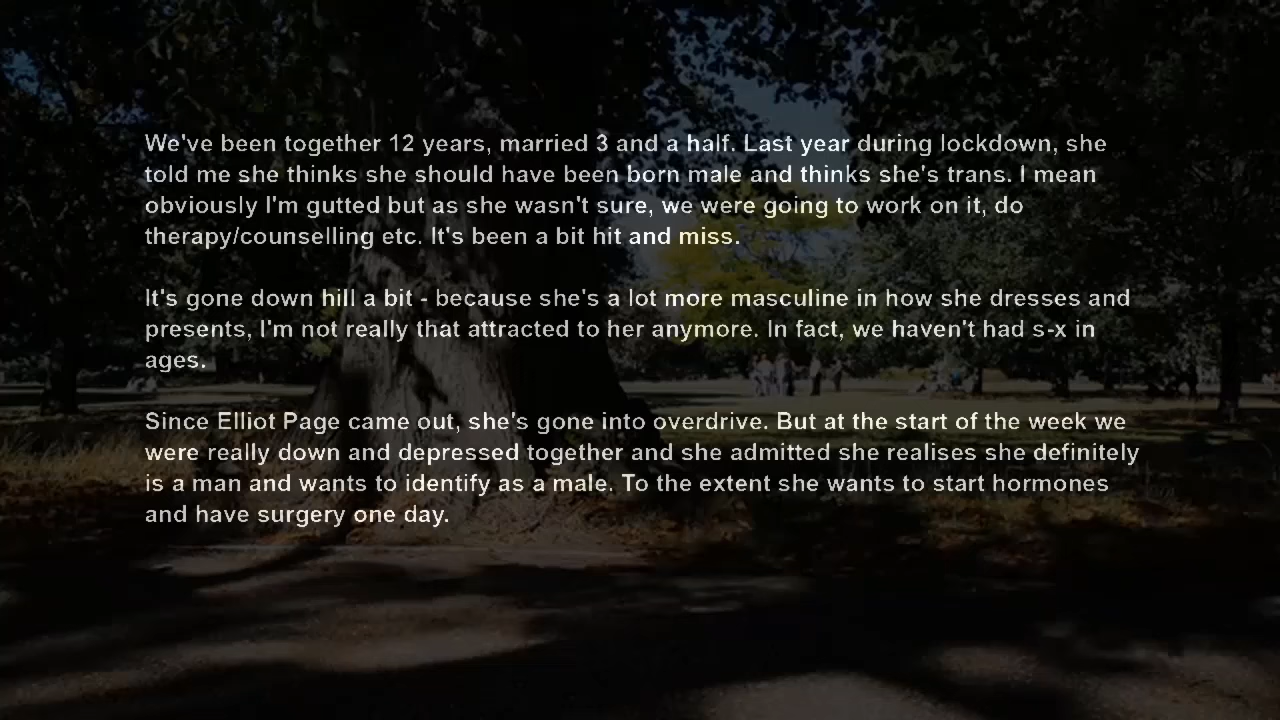 We've been together 12 years, married 3 and a half. Last year during lockdown, she
told me she thinks she should have been born male and thinks she's trans. I mean
obviously I'm gutted but as she wasn't sure, we were going to work on it, do
therapy/counselling etc. It's been a bit hit and miss.
It's gone down hill a bit - because she's a lot more masculine in how she dresses and
presents, I'm not really that attracted to her anymore. In fact, we haven't had s-x in
ages.
Since Elliot Page came out, she's gone into overdrive. But at the start of the week we
were really down and depressed together and she admitted she realises she definitely
is a man and wants to identify as a male. To the extent she wants to start hormones
and have surgery one day.